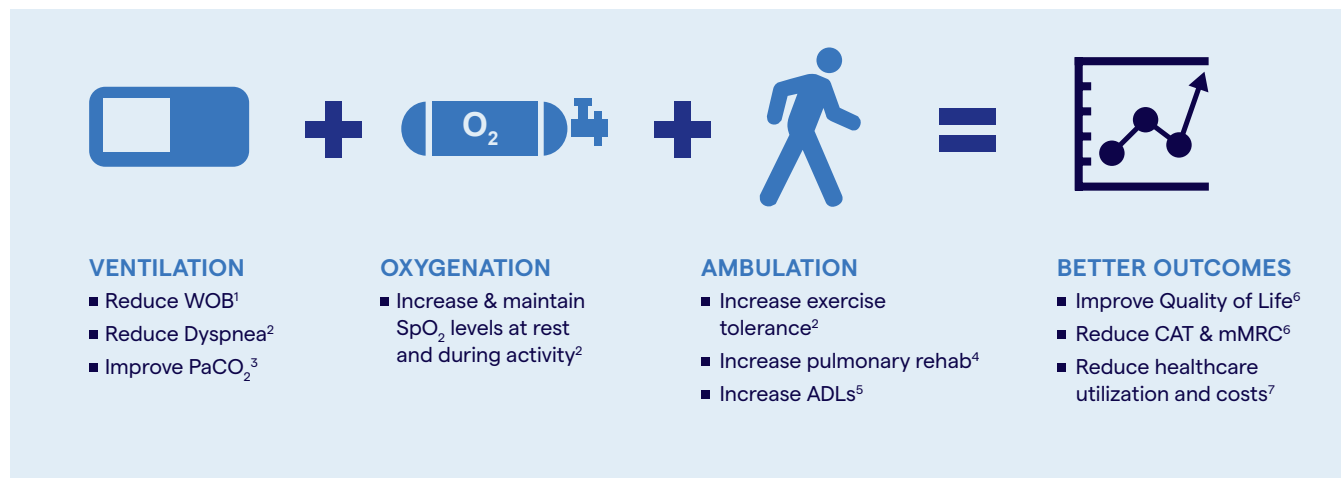 O₂
VENTILATION
Reduce WOB¹
Reduce Dyspnea²
Improve PaCO₂³
OXYGENATION
Increase & maintain
SpO₂ levels at rest
and during activity²
AMBULATION
Increase exercise
tolerance²
Increase pulmonary rehab⁴
Increase ADLs⁵
BETTER OUTCOMES
Improve Quality of Life⁶
Reduce CAT & mMRC⁶
Reduce healthcare
utilization and costs⁷